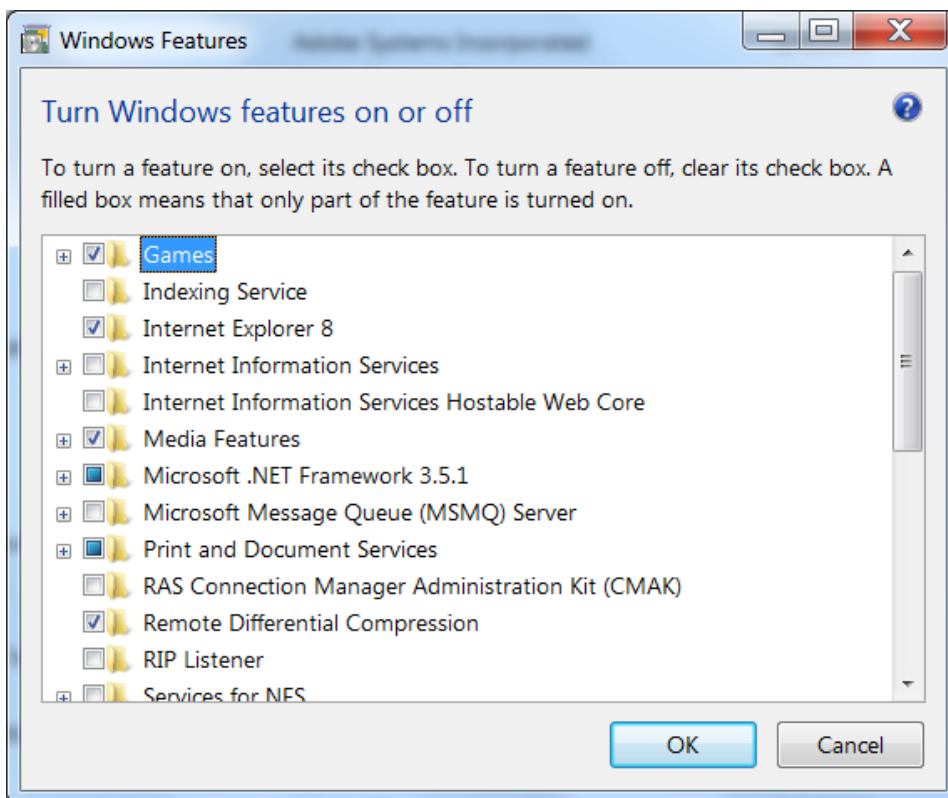 Windows Features
Turn Windows features on or off
To turn a feature on, select its check box. To turn a feature off, clear its check box. A
filled box means that only part of the feature is turned on.
Games
Indexing Service
Internet Explorer 8
Internet Information Services
Internet Information Services Hostable Web Core
Media Features
Microsoft .NET Framework 3.5.1
Microsoft Message Queue (MSMQ) Server
Print and Document Services
RAS Connection Manager Administration Kit (CMAK)
Remote Differential Compression
RIP Listener
Services for NFS
OK Cancel